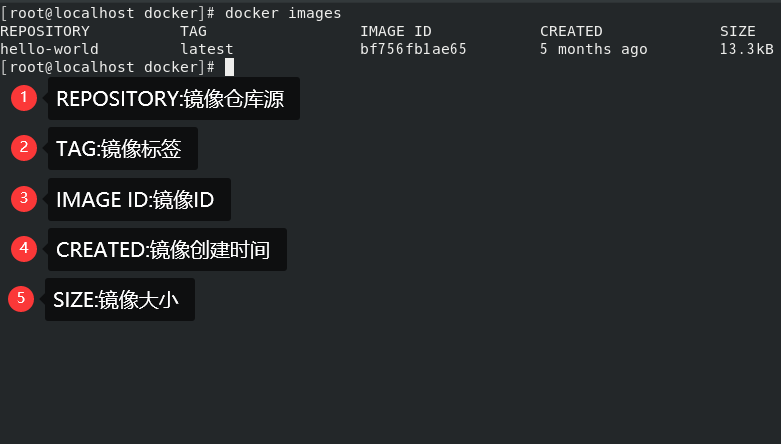 [root@localhost docker]# docker images
REPOSITORY TAG IMAGE ID CREATED SIZE
hello-world latest bf756fb1ae65 5 months ago 13.3kB
[root@localhost docker]#
1 REPOSITORY:镜像仓库源
2 TAG:镜像标签
3 IMAGE ID:镜像ID
4 CREATED:镜像创建时间
5 SIZE:镜像大小